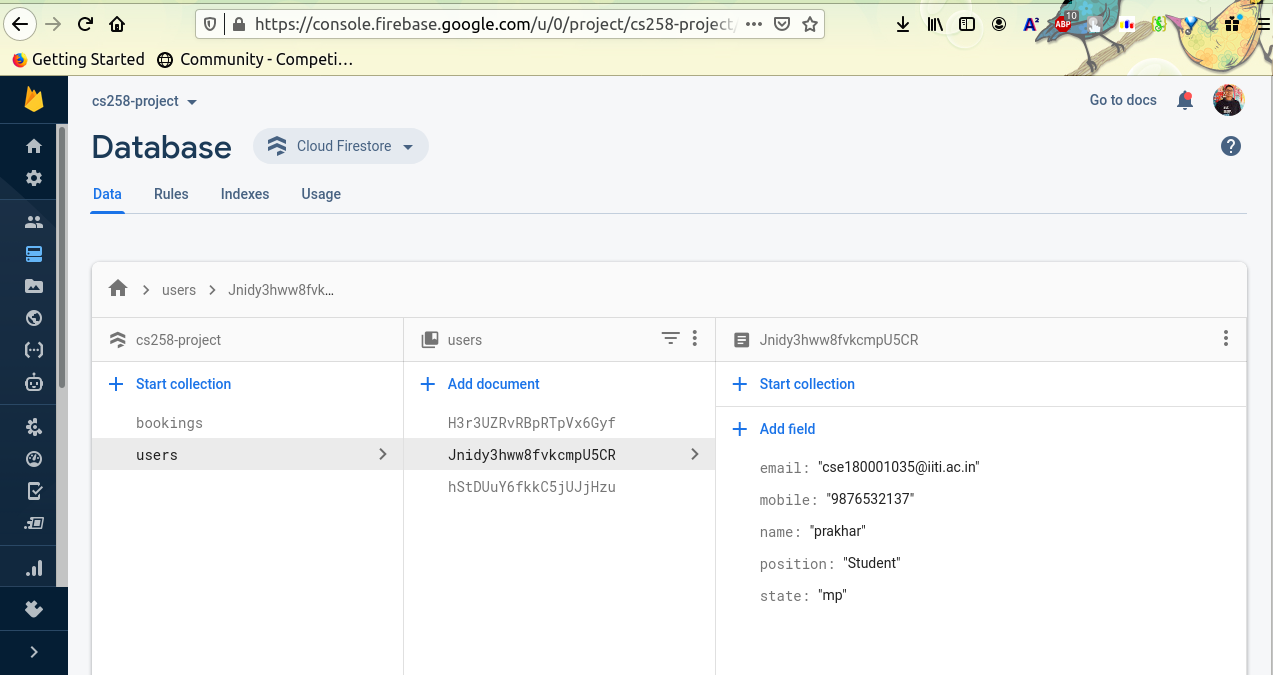 https://console.firebase.google.com/u/0/project/cs258-project/
10
ABP
Getting Started
Community - Competi…
cs258-project
Go to docs
Database
Cloud Firestore
Data Rules Indexes Usage
users Jnidy3hww8fvk…
cs258-project
users
Jnidy3hww8fvkcmpU5CR
Start collection
Add document
Start collection
bookings
users
H3r3UZRvRBpRTpVx6Gyf
Jnidy3hww8fvkcmpU5CR
hStDUuY6fkkC5jUJjHzu
Add field
email: "cse180001035@iiti.ac.in"
mobile: "9876532137"
name: "prakhar"
position: "Student"
state: "mp"